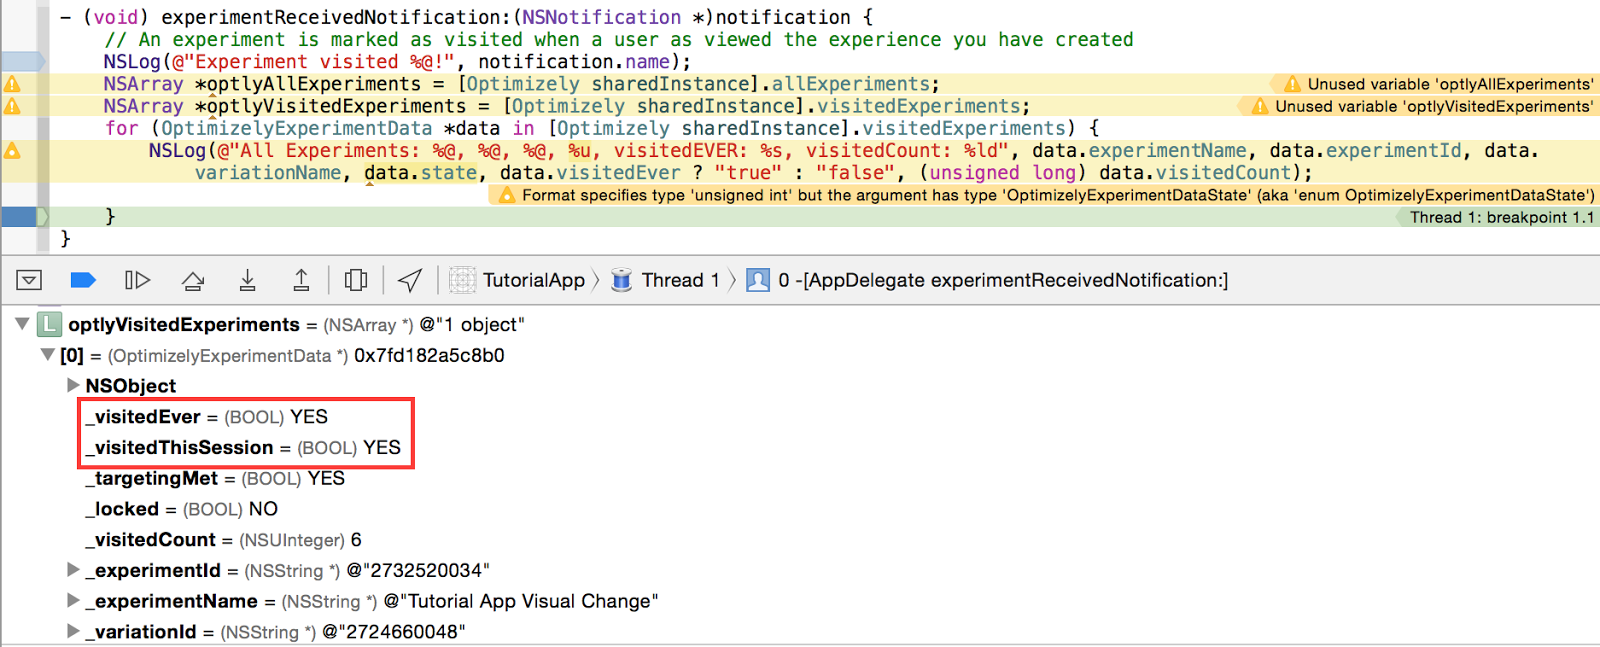 - (void) experimentReceivedNotification:(NSNotification *)notification {
// An experiment is marked as visited when a user as viewed the experience you have created
NSLog(@"Experiment visited %@!", notification.name);
NSArray *optlyAllExperiments = [Optimizely sharedInstance].allExperiments;
Unused variable 'optlyAllExperiments'
NSArray *optlyVisitedExperiments = [Optimizely sharedInstance].visitedExperiments;
Unused variable 'optlyVisitedExperiments'
for (OptimizelyExperimentData *data in [Optimizely sharedInstance].visitedExperiments) {
NSLog(@"All Experiments: %@, %@, %@, %u, visitedEVER: %s, visitedCount: %ld", data.experimentName, data.experimentId, data.
variationName, data.state, data.visitedEver ? "true" : "false", (unsigned long) data.visitedCount);
Format specifies type 'unsigned int' but the argument has type 'OptimizelyExperimentDataState' (aka 'enum OptimizelyExperimentDataState')
}
Thread 1: breakpoint 1.1
}
TutorialApp Thread 1 0 -[AppDelegate experimentReceivedNotification:]
L optlyVisitedExperiments = (NSArray *) @"1 object"
[0] = (OptimizelyExperimentData *) 0x7fd182a5c8b0
NSObject
_visitedEver = (BOOL) YES
_visitedThisSession = (BOOL) YES
_targetingMet = (BOOL) YES
_locked = (BOOL) NO
_visitedCount = (NSUInteger) 6
_experimentId = (NSString *) @"2732520034"
_experimentName = (NSString *) @"Tutorial App Visual Change"
_variationId = (NSString *) @"2724660048"